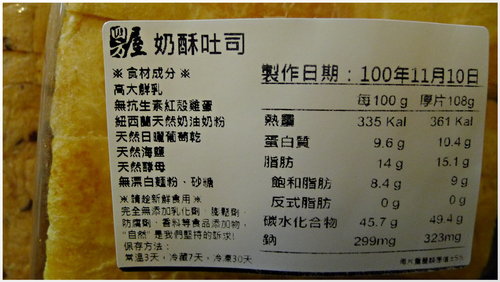 屋 奶酥吐司
※食材成分※
高大鮮乳
無抗生素紅殼雞蛋
紐西蘭天然奶油奶粉
天然日曬葡萄乾
天然海鹽
天然酵母
無漂白麵粉、砂糖
※請趁新鮮食用※
完全無添加乳化劑、膨鬆劑、
防腐劑、香料等食品添加物,
"自然"是我們堅持的訴求!
保存方法:
常溫3天,冷藏7天,冷凍30天
製作日期:100年11月10日
每100 g 厚片108g
熱量 335 Kal 361 Kal
蛋白質 9.6 g 10.4 g
脂肪 14 g 15.1 g
飽和脂肪 8.4 g 9 g
反式脂肪 0 g 0 g
碳水化合物 45.7 g 49.4 g
鈉 299mg 323mg